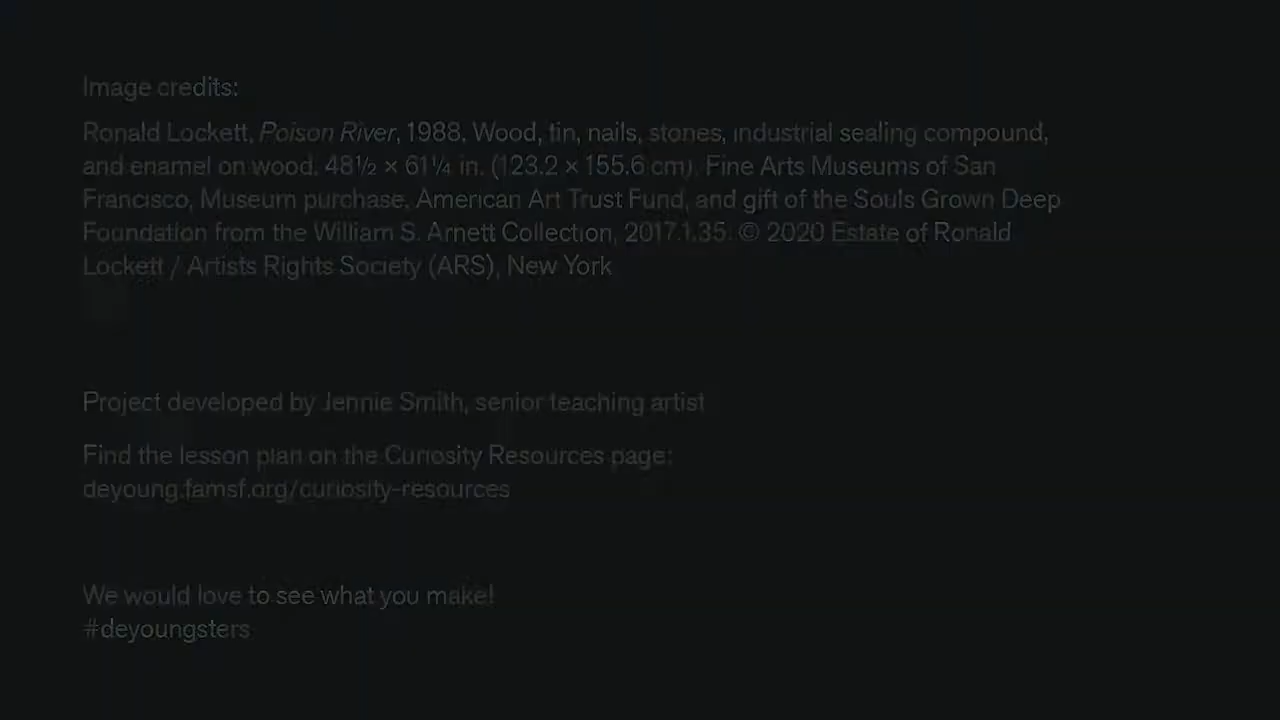 Image credits:
Ronald Lockett, Poison River, 1988. Wood, tin, nails, stones, industrial sealing compound,
and enamel on wood. 48½ × 61¼ in. (123.2 × 155.6 cm). Fine Arts Museums of San
Francisco, Museum purchase, American Art Trust Fund, and gift of the Souls Grown Deep
Foundation from the William S. Arnett Collection, 2017.1.35. © 2020 Estate of Ronald
Lockett / Artists Rights Society (ARS), New York
Project developed by Jennie Smith, senior teaching artist
Find the lesson plan on the Curiosity Resources page:
deyoung.famsf.org/curiosity-resources
We would love to see what you make!
#deyoungsters